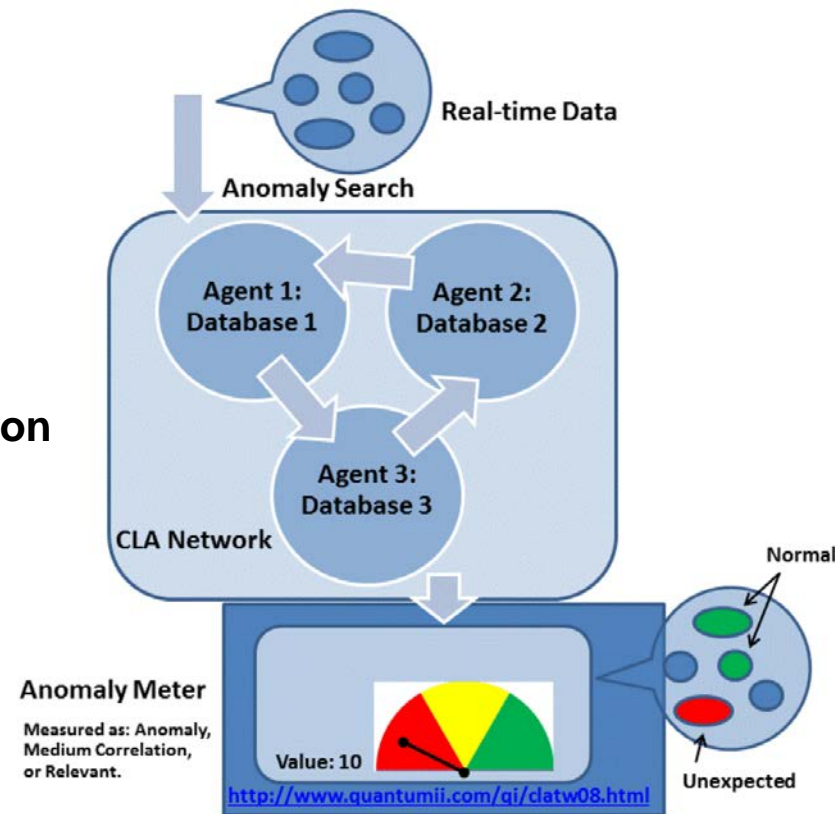 Real-time Data
Anomaly Search
Agent 1:
Database 1
Agent 2:
Database 2
on
Agent 3:
Database 3
CLA Network
Normal
Anomaly Meter
Measured as: Anomaly,
Medium Correlation,
or Relevant.
Value: 10
Unexpected
http://www.quantumii.com/qi/clatw08.html